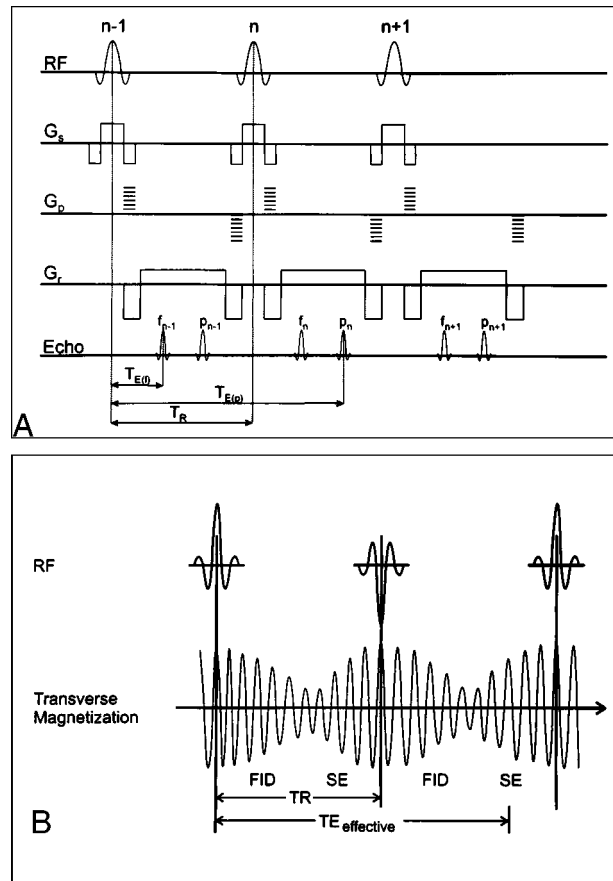 n-1 n n+1
RF
Gs
Gp
Gr
fn-1 pn-1 fn pn fn+1 pn+1
Echo
TE(f)
TE(p)
TR
A
RF
Transverse
Magnetization
FID SE FID SE
TR
TEeffective
B